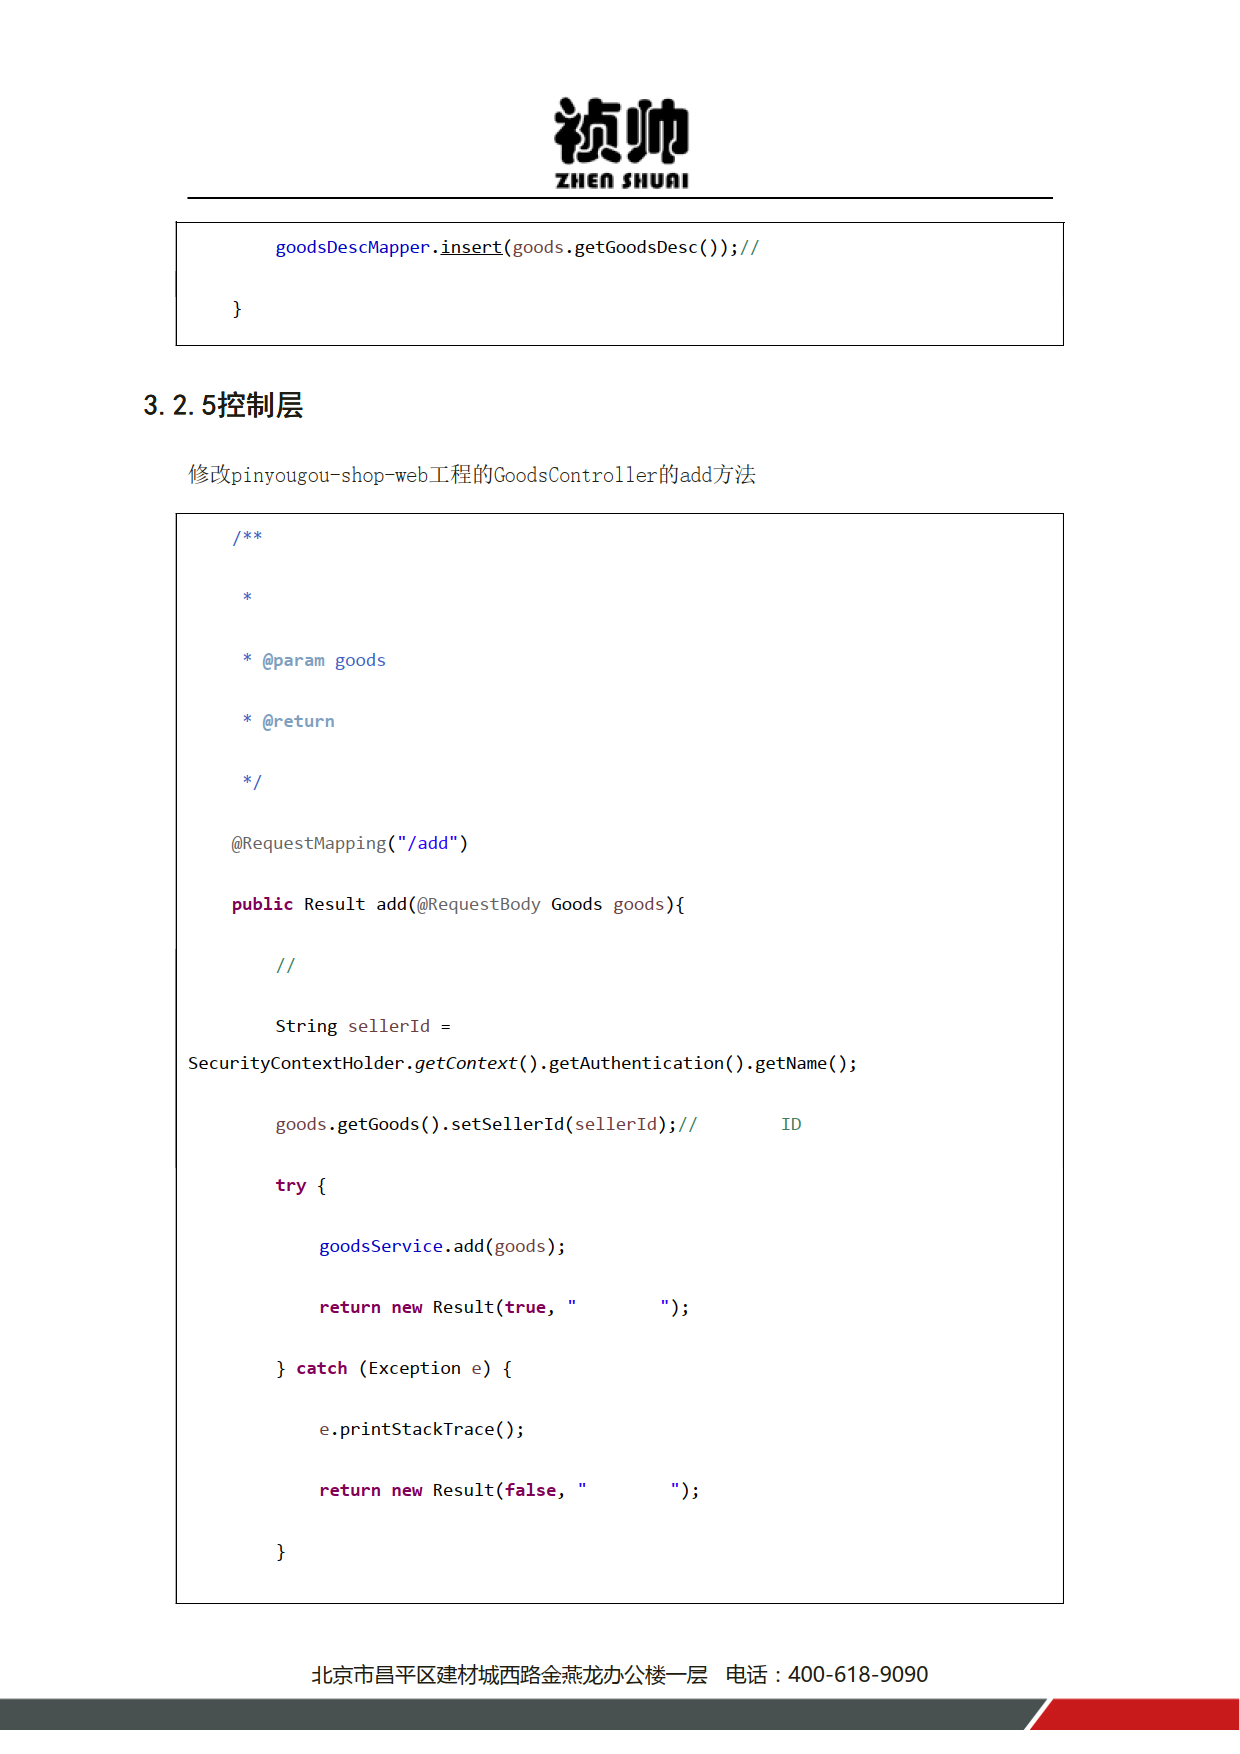 祯帅
ZHEN SHUAI
goodsDescMapper.insert(goods.getGoodsDesc());//
}
3.2.5控制层
修改pinyougou-shop-web工程的GoodsController的add方法
/**
*
* @param goods
* @return
*/
@RequestMapping("/add")
public Result add(@RequestBody Goods goods){
//
String sellerId =
SecurityContextHolder.getContext().getAuthentication().getName();
goods.getGoods().setSellerId(sellerId);//        ID
try {
goodsService.add(goods);
return new Result(true, "        ");
} catch (Exception e) {
e.printStackTrace();
return new Result(false, "        ");
}
北京市昌平区建材城西路金燕龙办公楼一层 电话：400-618-9090